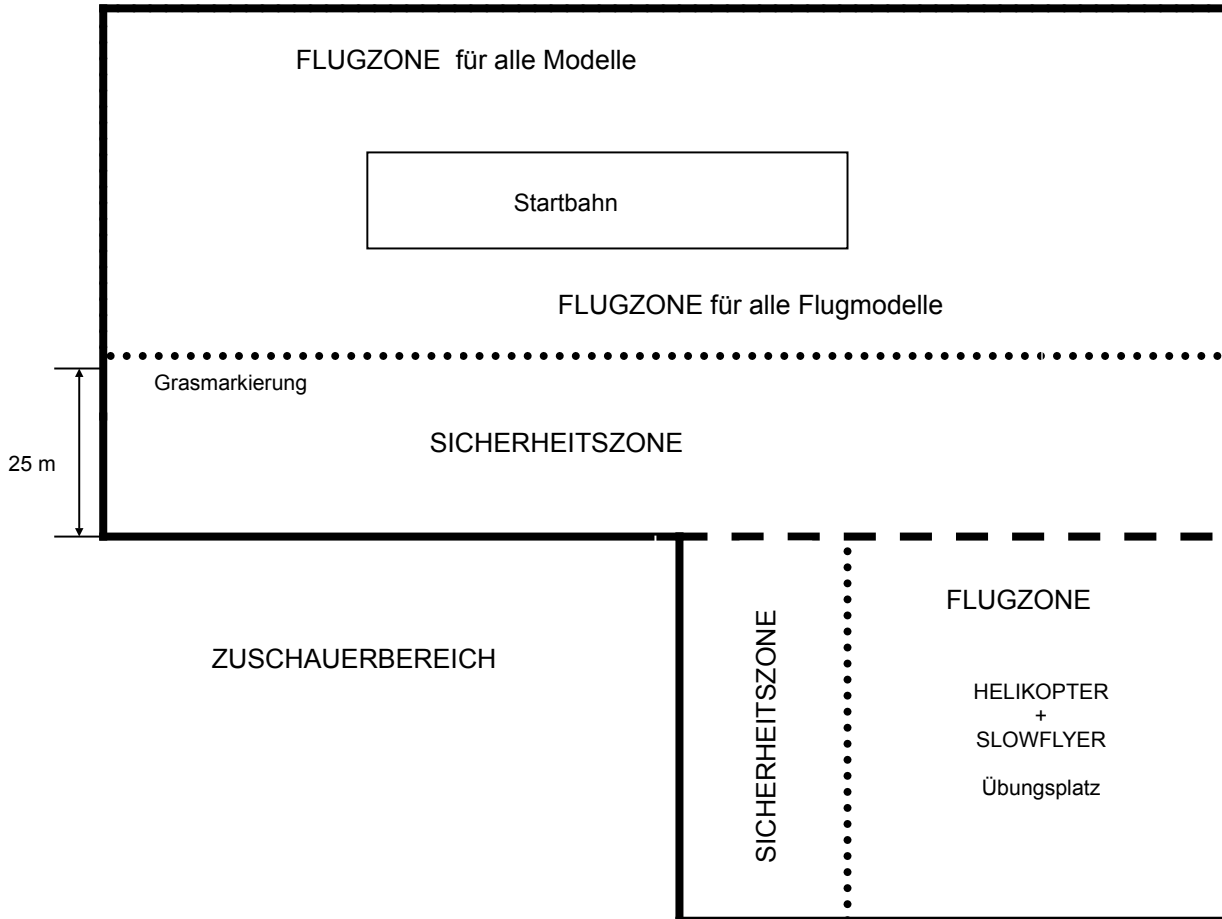 FLUGZONE für alle Modelle
Startbahn
FLUGZONE für alle Flugmodelle
Grasmarkierung
SICHERHEITSZONE
25 m
ZUSCHAUERBEREICH
SICHERHEITSZONE
FLUGZONE
HELIKOPTER
+
SLOWFLYER
Übungsplatz